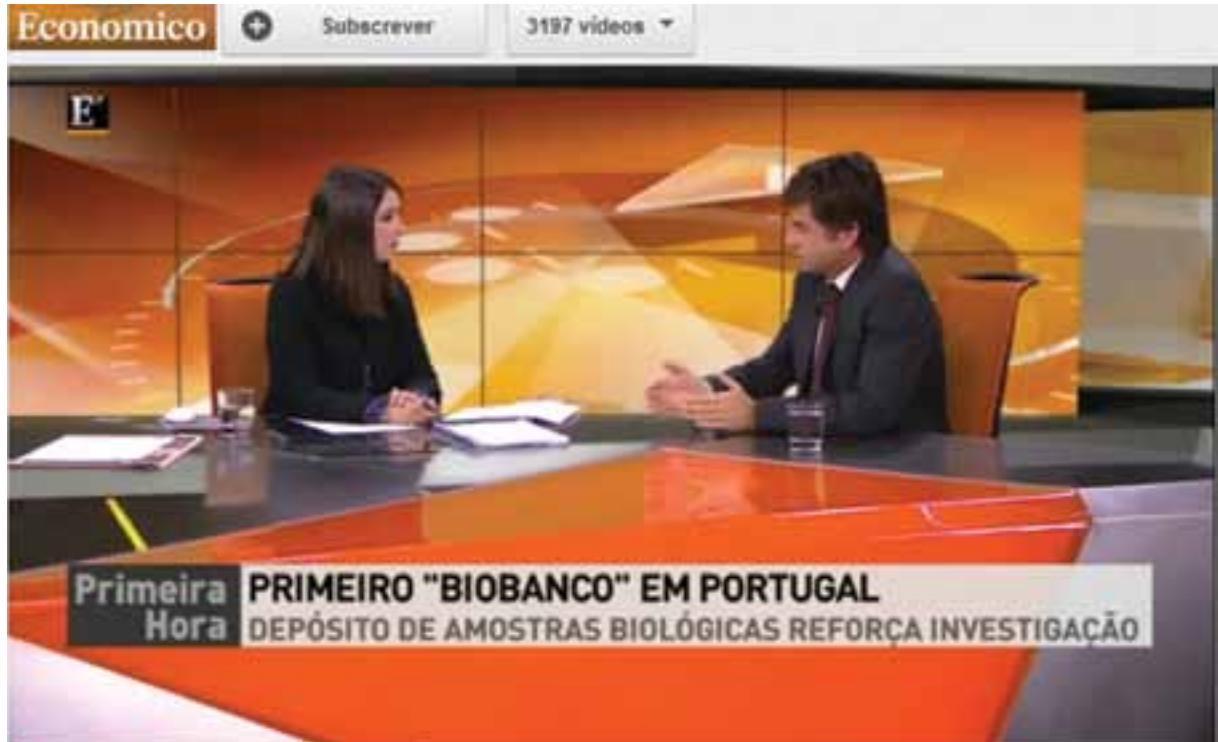 Economico
Subscrever
3197 vídeos
E
Primeira
Hora
PRIMEIRO "BIOBANCO" EM PORTUGAL
DEPÓSITO DE AMOSTRAS BIOLÓGICAS REFORÇA INVESTIGAÇÃO